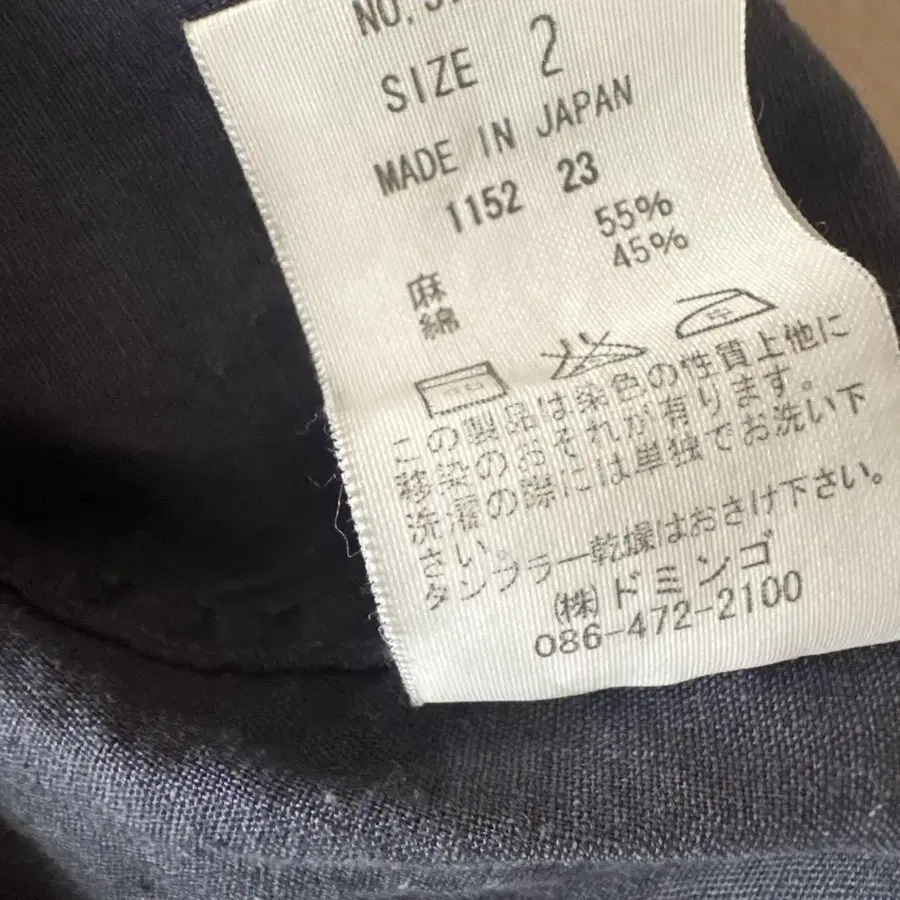 NO.
SIZE 2
MADE IN JAPAN
1152 23
55%
45%
麻
綿
中
この製品は染色の性質上他に
移染のおそれが有ります。
洗濯の際には単独でお洗い下
さい。
タンブラー乾燥はおさけ下さい。
(株)ドミンゴ
086-472-2100